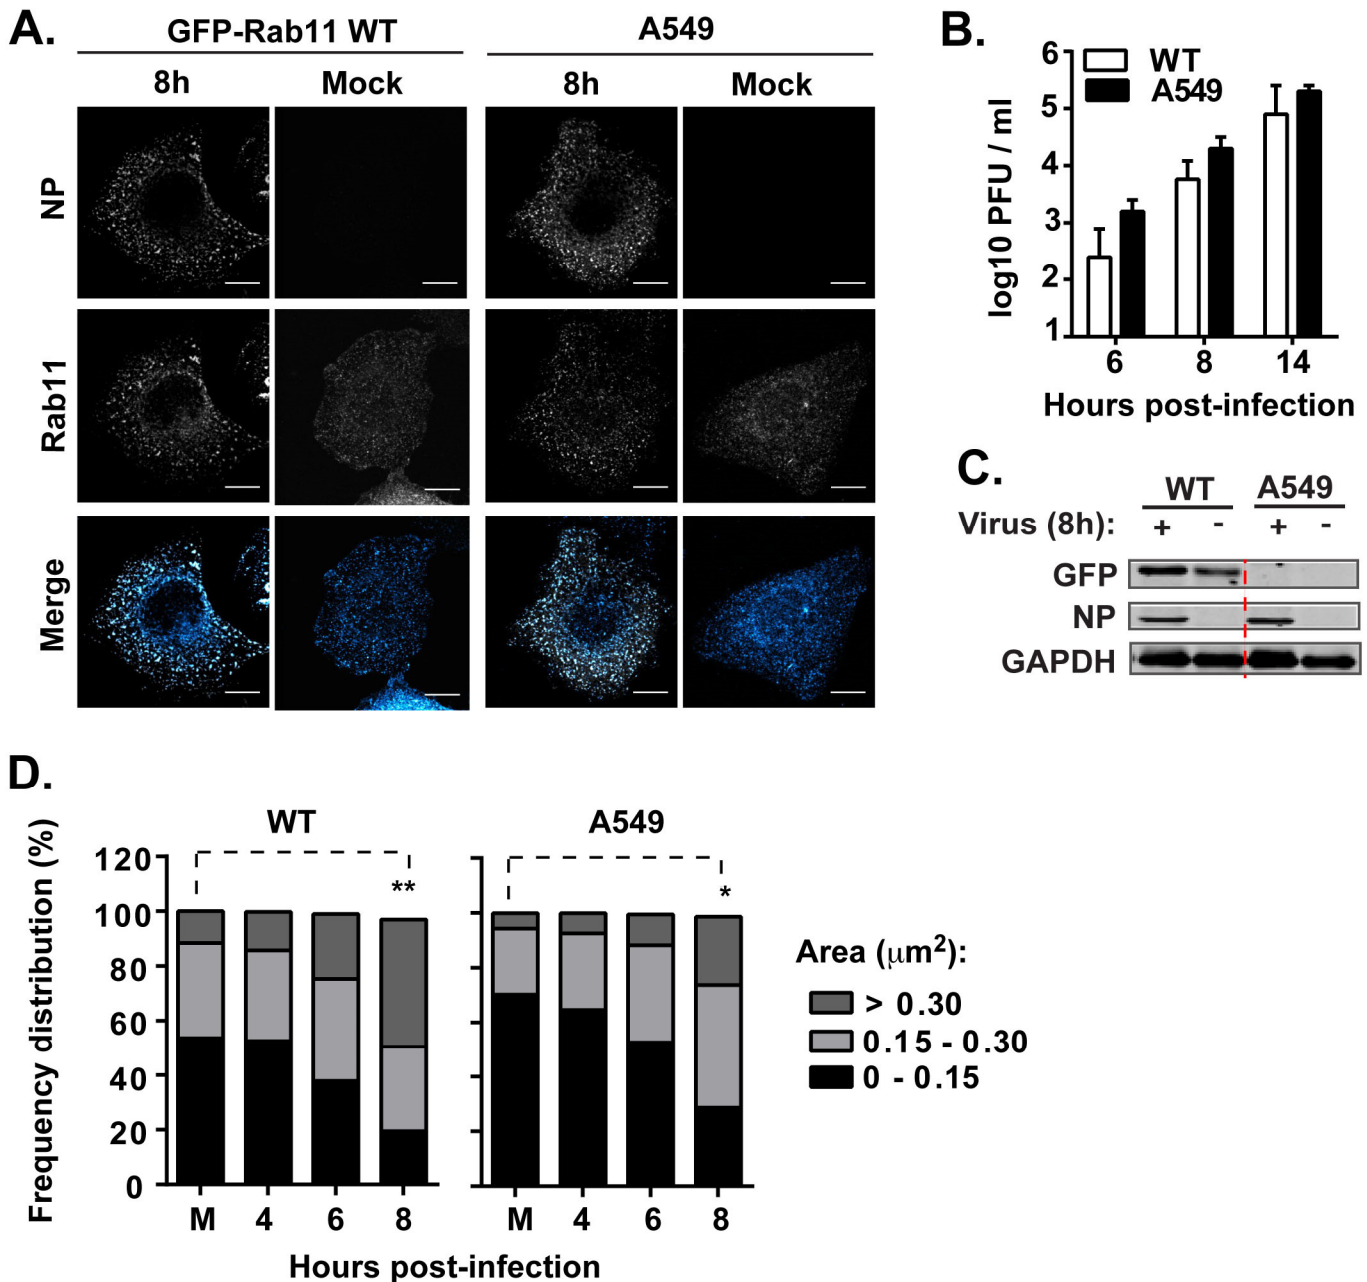 A.
GFP-Rab11 WT
A549
8h
Mock
8h
Mock
NP
Rab11
Merge
B.
WT
A549
log10 PFU / ml
6
5
4
3
2
1
6 8 14
Hours post-infection
C.
WT A549
Virus (8h): + - + -
GFP
NP
GAPDH
D.
WT
A549
Frequency distribution (%)
120
100
80
60
40
20
0
**
*
M 4 6 8
M 4 6 8
Hours post-infection
Area (μm²):
> 0.30
0.15 - 0.30
0 - 0.15